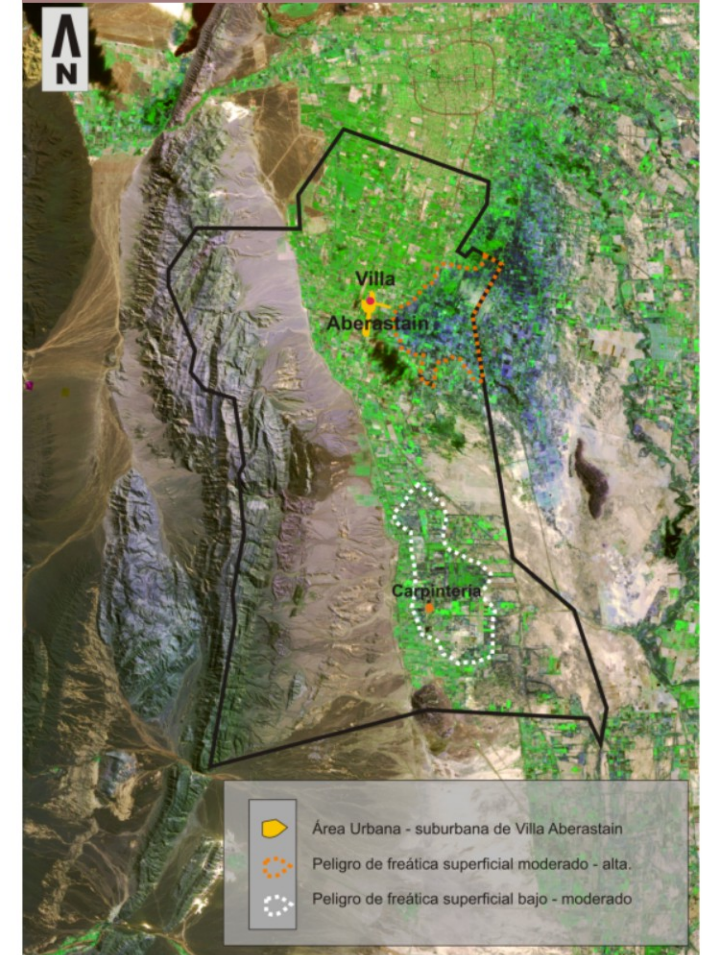 N
Villa
Aberastain
Carpintería
Área Urbana - suburbana de Villa Aberastain
Peligro de freática superficial moderado - alta.
Peligro de freática superficial bajo - moderado